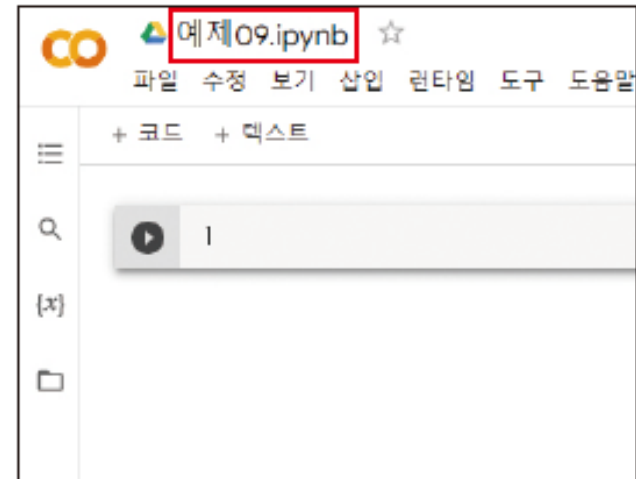 예제09.ipynb
파일 수정 보기 삽입 런타임 도구 도움말
+ 코드 + 텍스트
1
{x}